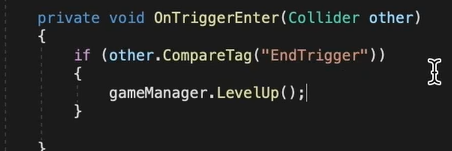 private void OnTriggerEnter(Collider other)
{
if (other.CompareTag("EndTrigger"))
{
gameManager.LevelUp();
}
}